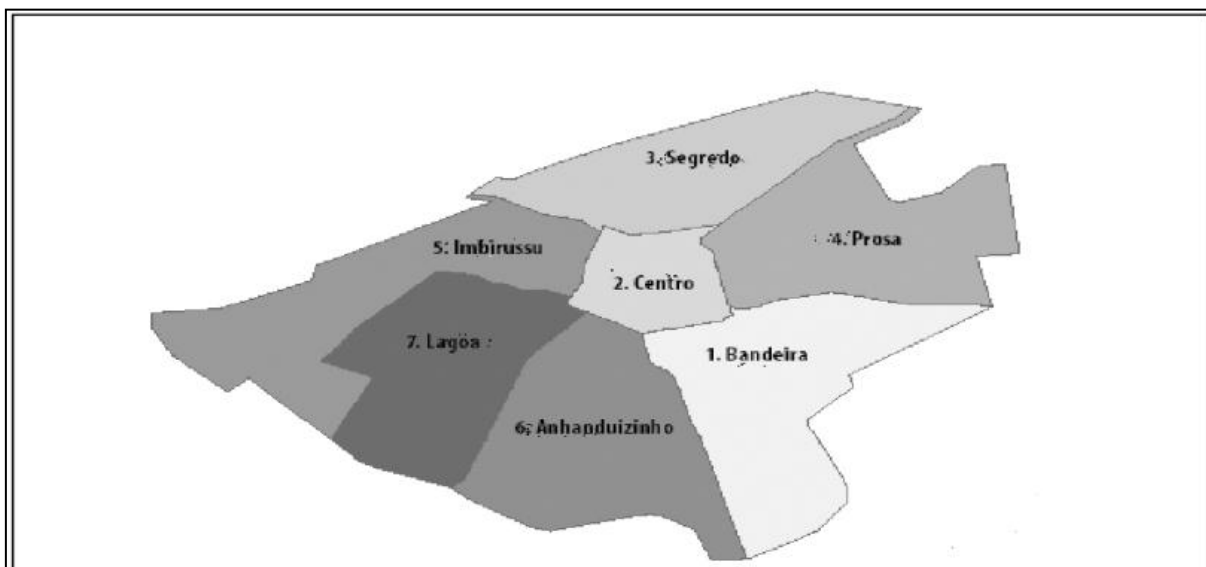 3. Segredo
4. Prosa
5. Imbirussu
2. Centro
7. Lagoa
1. Bandeira
6. Anhanduizinho